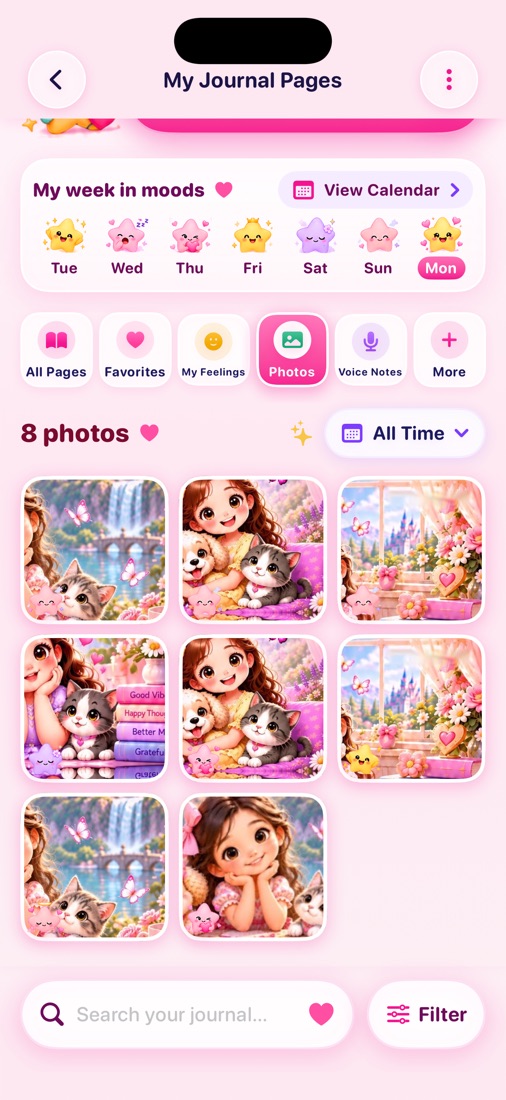 My Journal Pages
My week in moods
View Calendar
Tue Wed Thu Fri Sat Sun Mon
All Pages Favorites My Feelings Photos Voice Notes More
8 photos
All Time
Good Vib
Happy Thou
Better M
Gratefu
Search your journal...
Filter